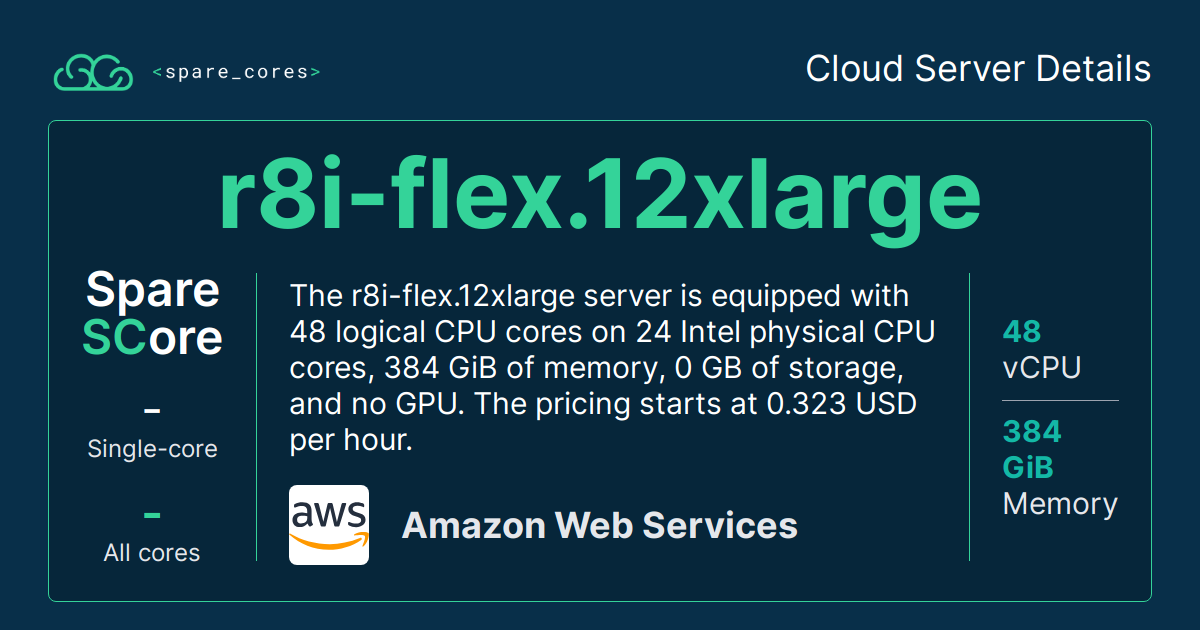 <spare_cores>
Cloud Server Details
r8i-flex.12xlarge
Spare
SCore
–
Single-core
–
All cores
The r8i-flex.12xlarge server is equipped with
48 logical CPU cores on 24 Intel physical CPU
cores, 384 GiB of memory, 0 GB of storage,
and no GPU. The pricing starts at 0.323 USD
per hour.
aws
Amazon Web Services
48
vCPU
384
GiB
Memory